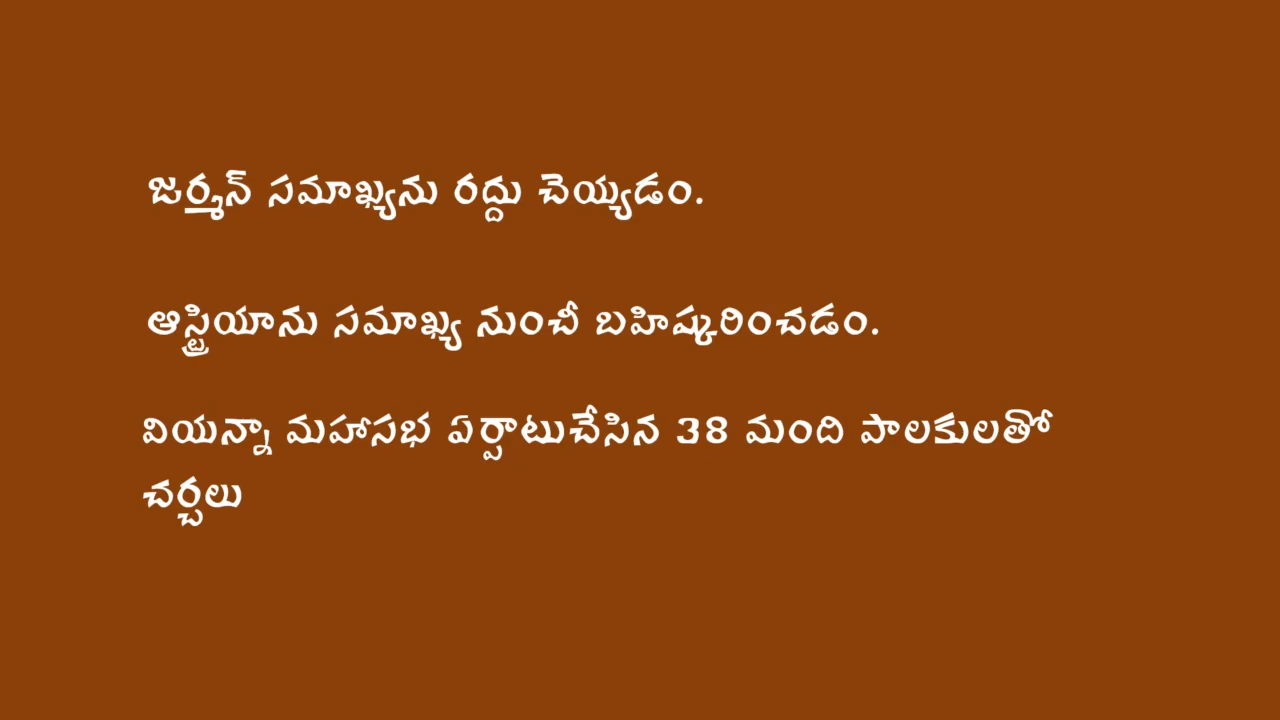 జర్మన్ సమాఖ్యను రద్దు చెయ్యడం.
ఆస్ట్రియాను సమాఖ్య నుంచీ బహిష్కరించడం.
వియన్నా మహాసభ ఏర్పాటుచేసిన 38 మంది పాలకులతో
చర్చలు